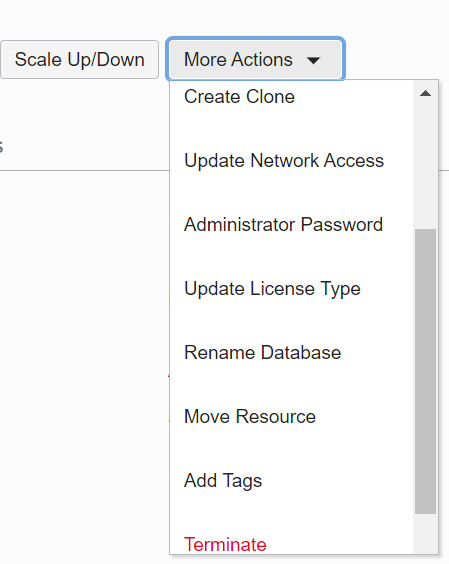 Scale Up/Down
More Actions
Create Clone
Update Network Access
Administrator Password
Update License Type
Rename Database
Move Resource
Add Tags
Terminate